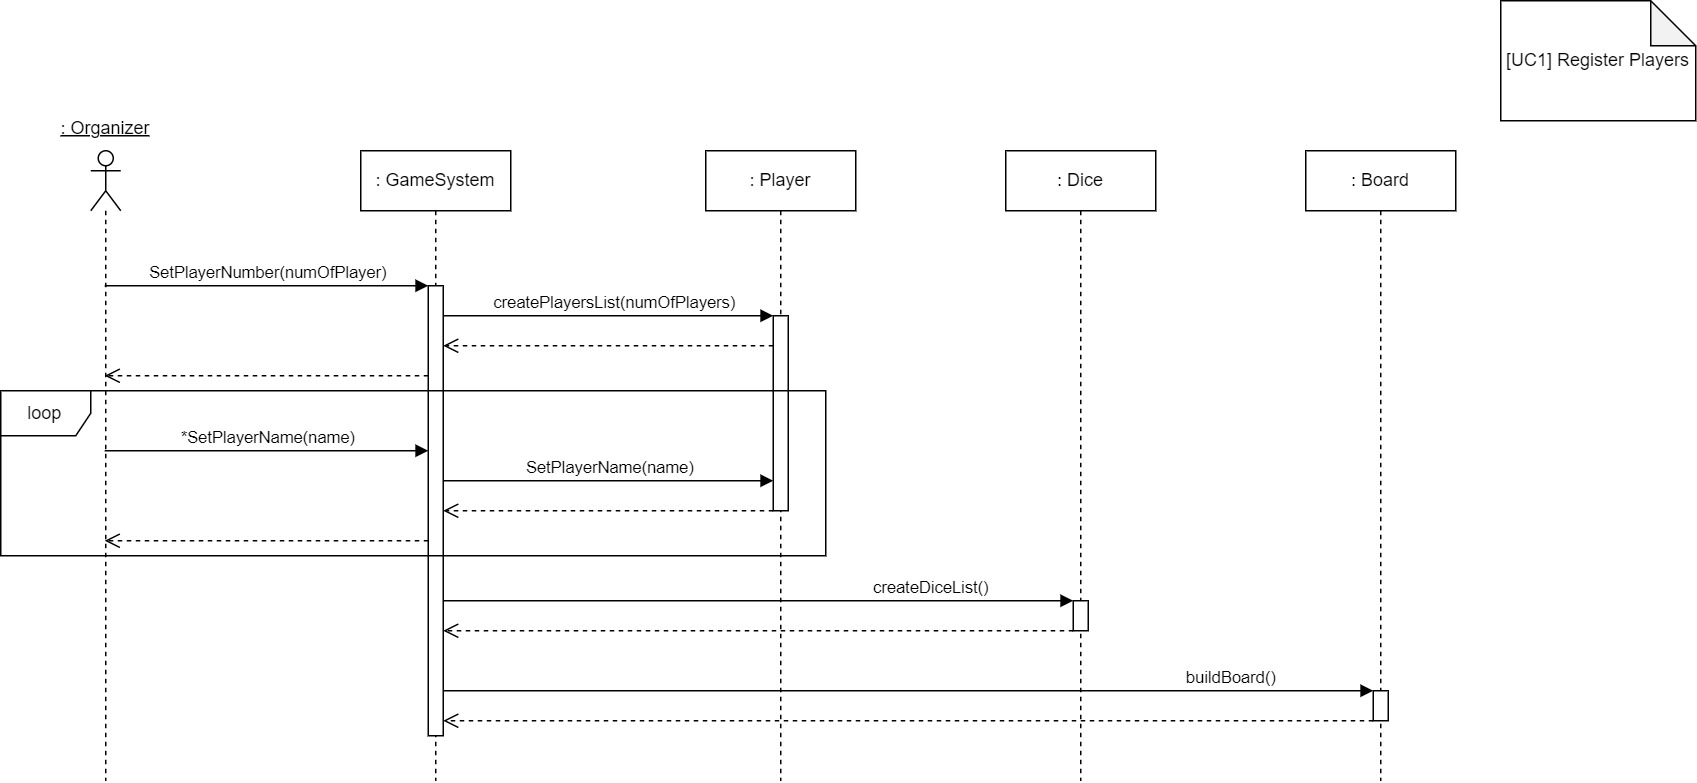 [UC1] Register Players
: Organizer
: GameSystem
: Player
: Dice
: Board
SetPlayerNumber(numOfPlayer)
createPlayersList(numOfPlayers)
loop
*SetPlayerName(name)
SetPlayerName(name)
createDiceList()
buildBoard()